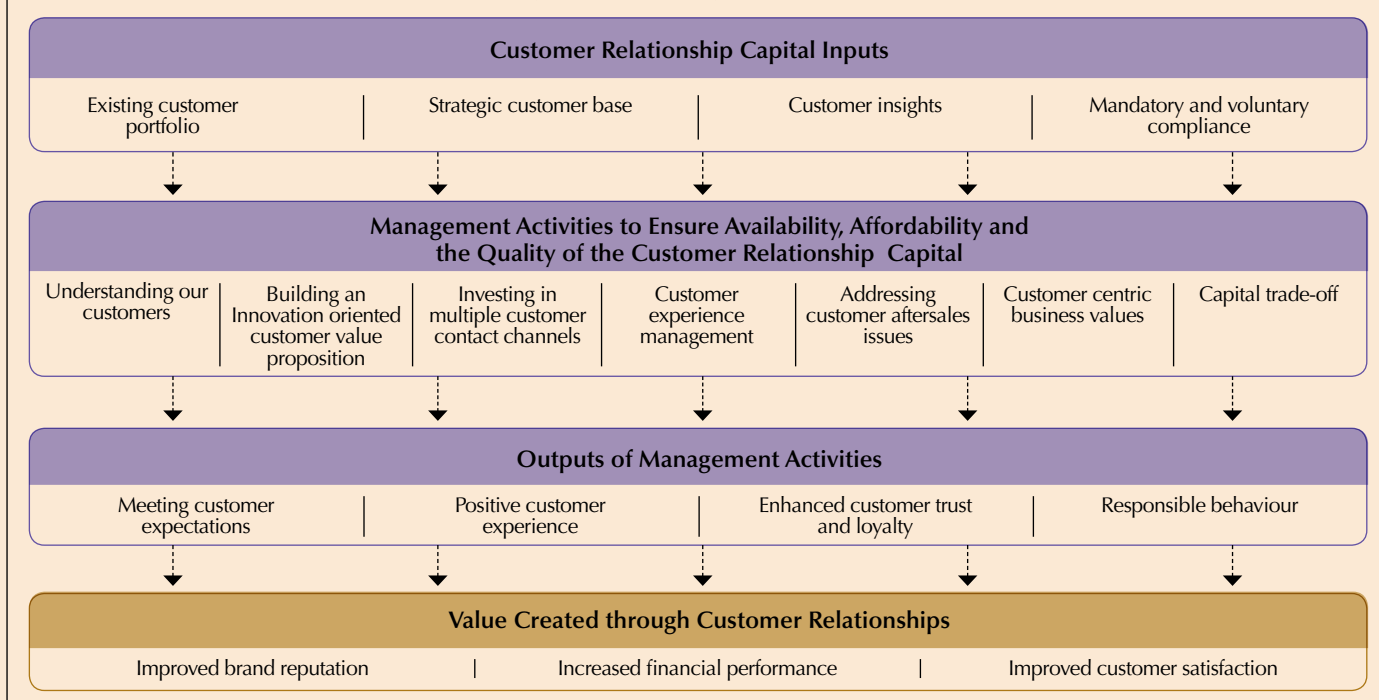 Customer Relationship Capital Inputs
Existing customer
portfolio
Strategic customer base
Customer insights
Mandatory and voluntary
compliance
Management Activities to Ensure Availability, Affordability and
the Quality of the Customer Relationship Capital
Understanding our
customers
Building an
Innovation oriented
customer value
proposition
Investing in
multiple customer
contact channels
Customer
experience
management
Addressing
customer aftersales
issues
Customer centric
business values
Capital trade-off
Outputs of Management Activities
Meeting customer
expectations
Positive customer
experience
Enhanced customer trust
and loyalty
Responsible behaviour
Value Created through Customer Relationships
Improved brand reputation
Increased financial performance
Improved customer satisfaction